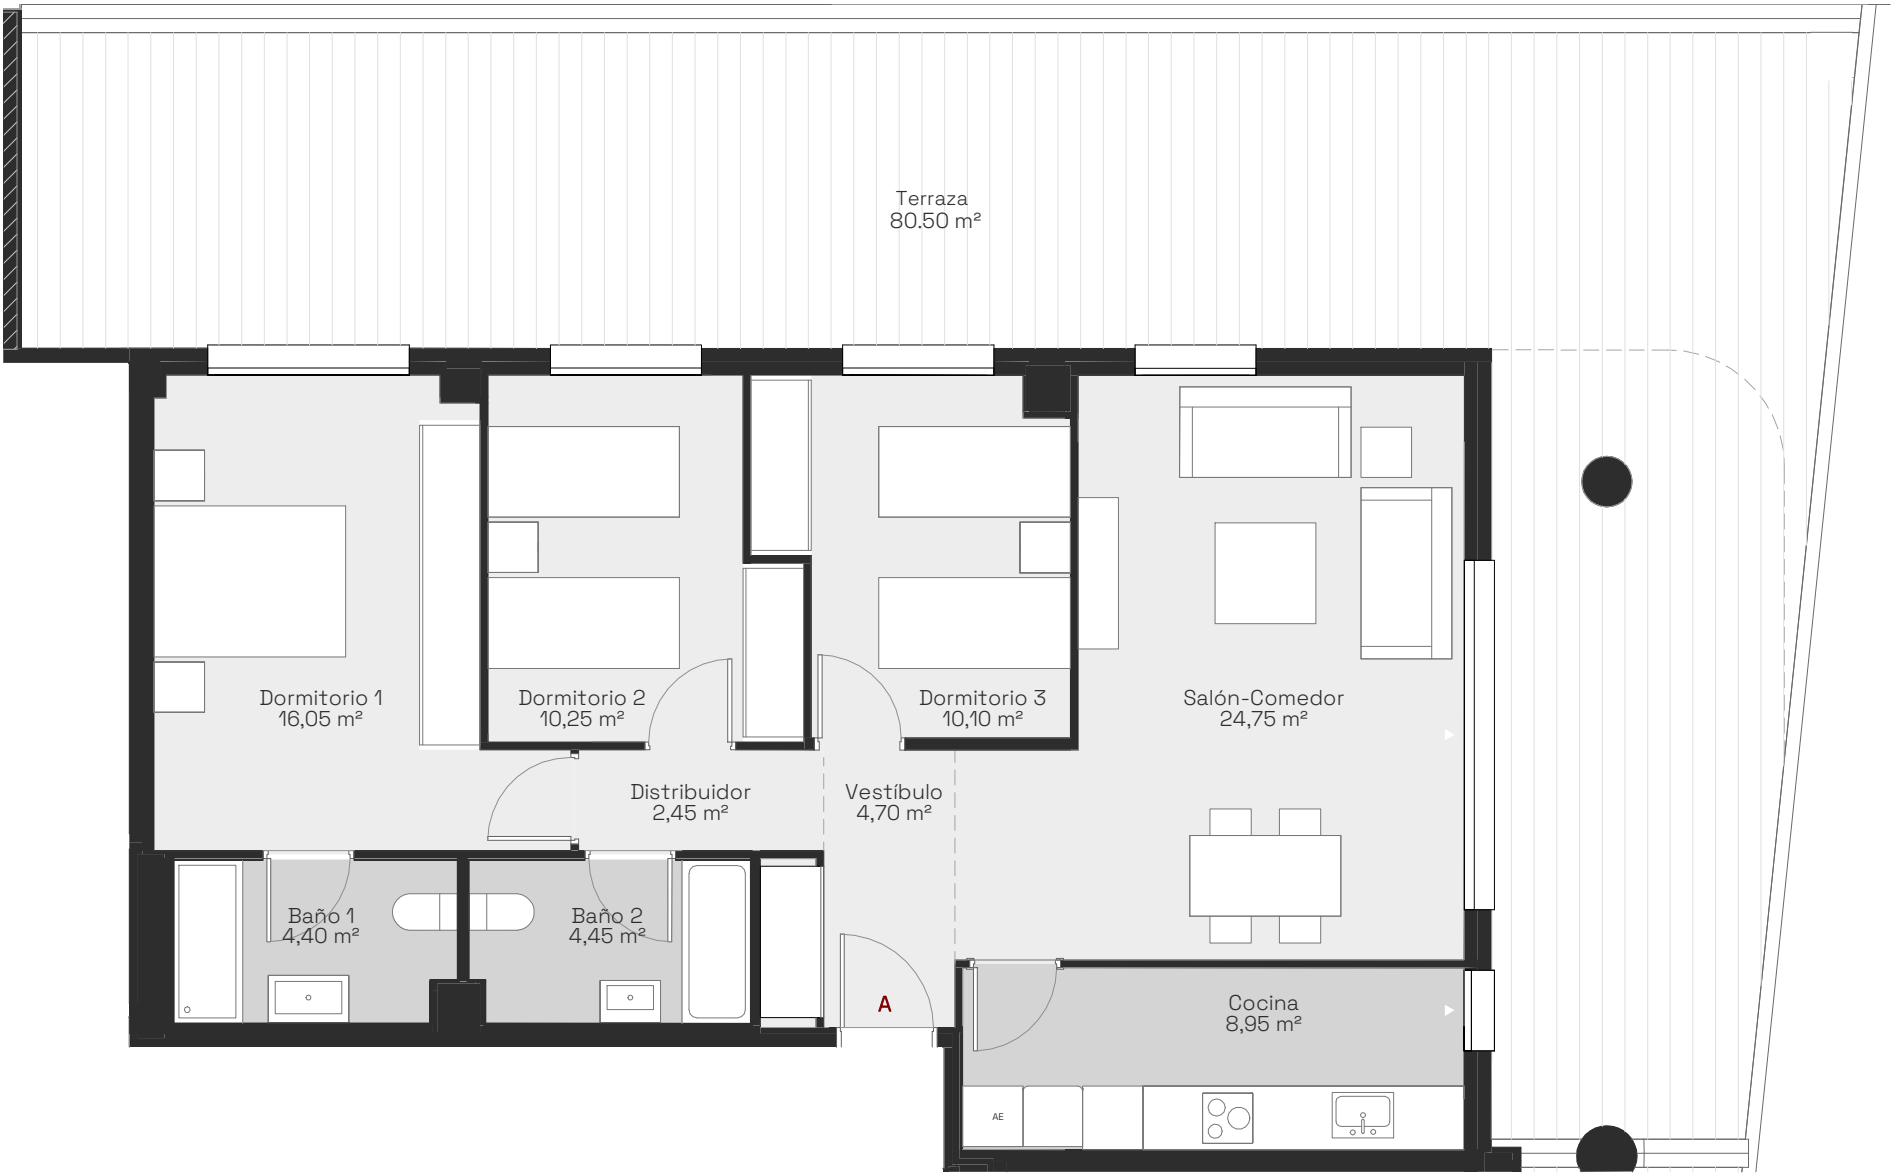 Terraza
80.50 m²
Dormitorio 1
16,05 m²
Dormitorio 2
10,25 m²
Dormitorio 3
10,10 m²
Salón-Comedor
24,75 m²
Distribuidor
2,45 m²
Vestíbulo
4,70 m²
Baño 1
4,40 m²
Baño 2
4,45 m²
A
Cocina
8,95 m²
AE